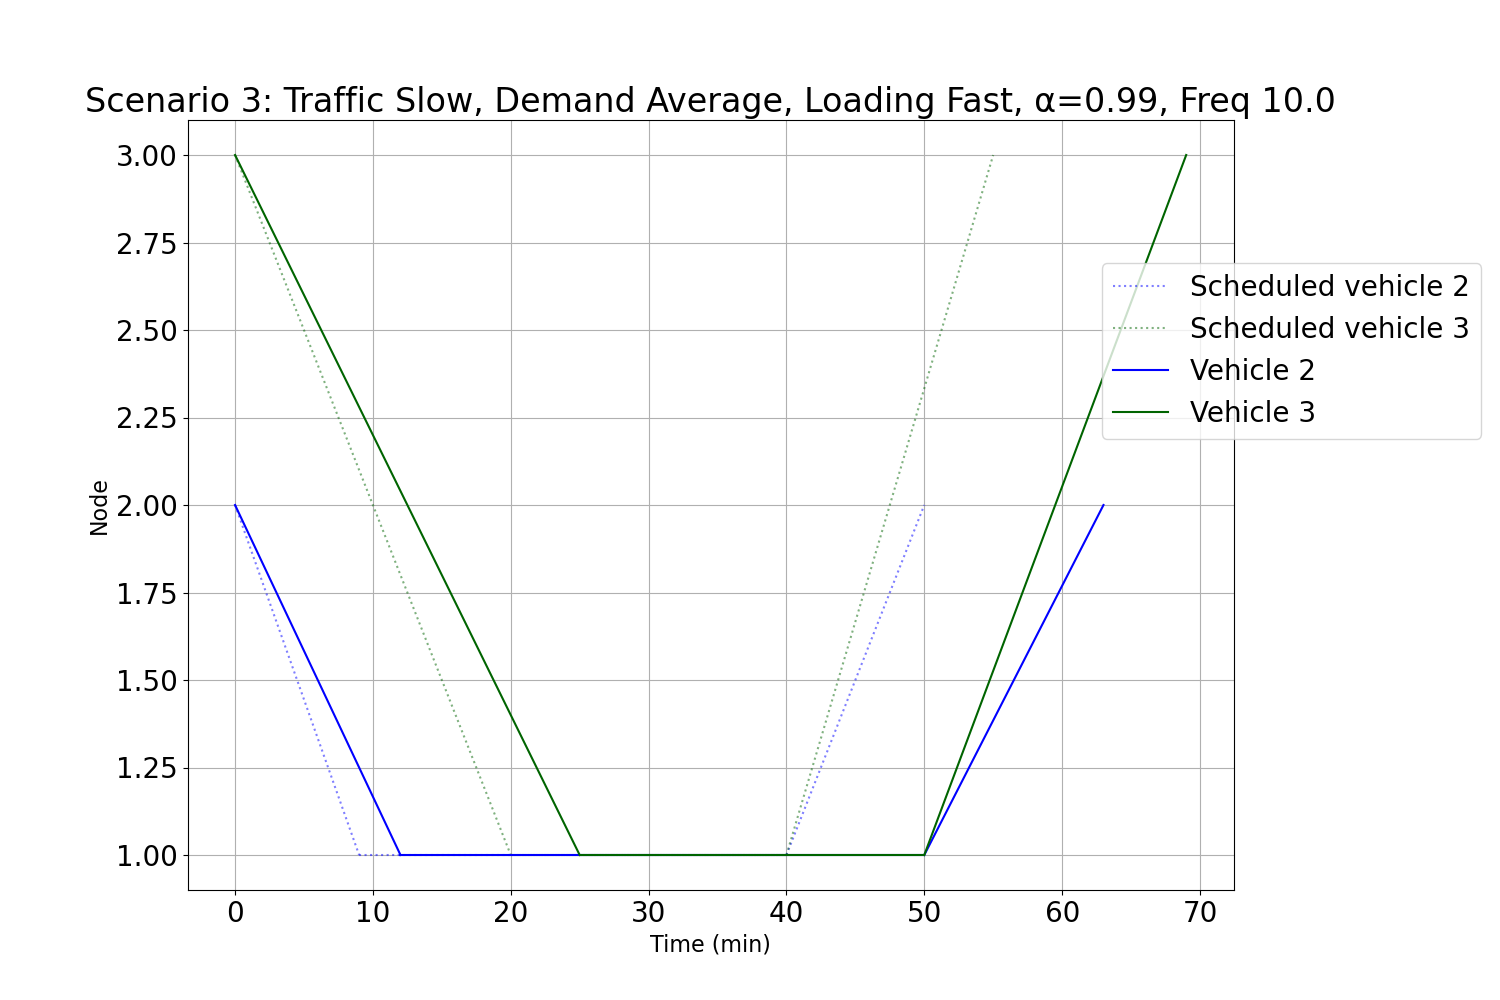 Scenario 3: Traffic Slow, Demand Average, Loading Fast, α=0.99, Freq 10.0
3.00
2.75
2.50
2.25
2.00
1.75
1.50
1.25
1.00
Node
Scheduled vehicle 2
Scheduled vehicle 3
Vehicle 2
Vehicle 3
0 10 20 30 40 50 60 70
Time (min)